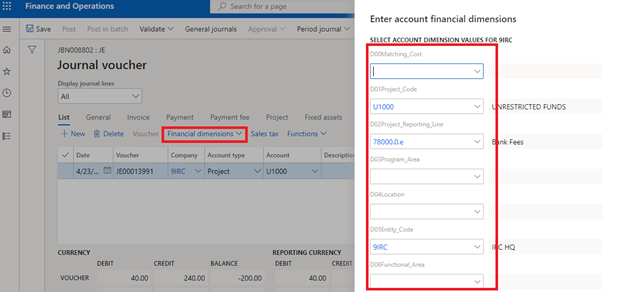 Finance and Operations
Save Post Post in batch Validate General journals Approval Period journal
JBN008802 : JE
Journal voucher
Display journal lines:
All
List General Invoice Payment Payment fee Project Fixed assets
+ New Delete Voucher Financial dimensions Sales tax Functions
Date Voucher Company Account type Account Description
4/23/... JE00013991 9IRC Project U1000
CURRENCY REPORTING CURRENCY
DEBIT CREDIT BALANCE DEBIT CREDIT
VOUCHER 40.00 240.00 -200.00 40.00
Enter account financial dimensions
SELECT ACCOUNT DIMENSION VALUES FOR 9IRC
D00Matching_Cost
D01Project_Code
U1000 UNRESTRICTED FUNDS
D02Project_Reporting_Line
78000.0.e Bank Fees
D03Program_Area
D04Location
D05Entity_Code
9IRC IRC HQ
D06Functional_Area